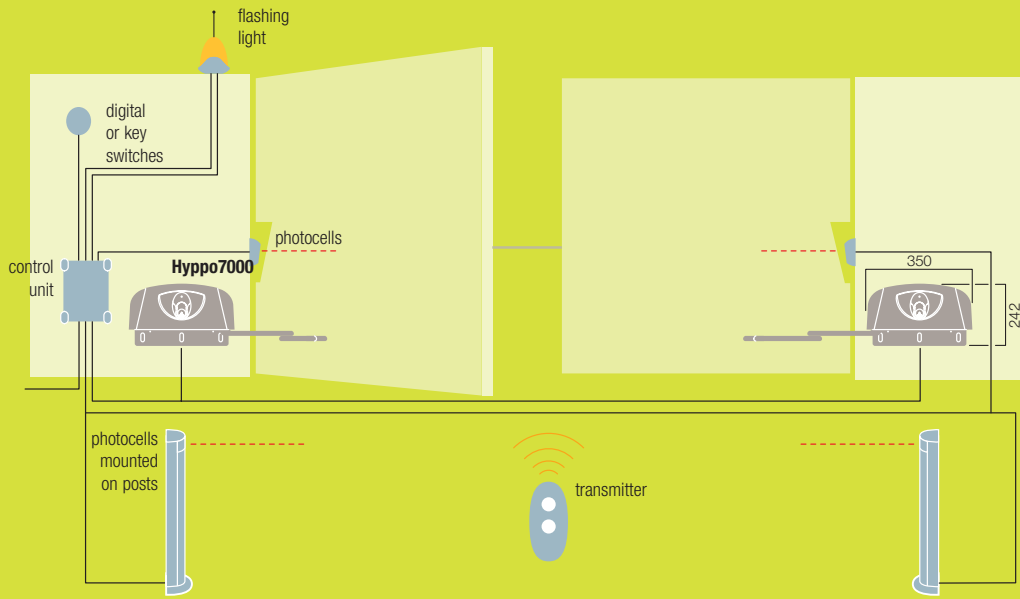 flashing
light
digital
or key
switches
photocells
control
unit
Hyppo7000
350
242
photocells
mounted
on posts
transmitter